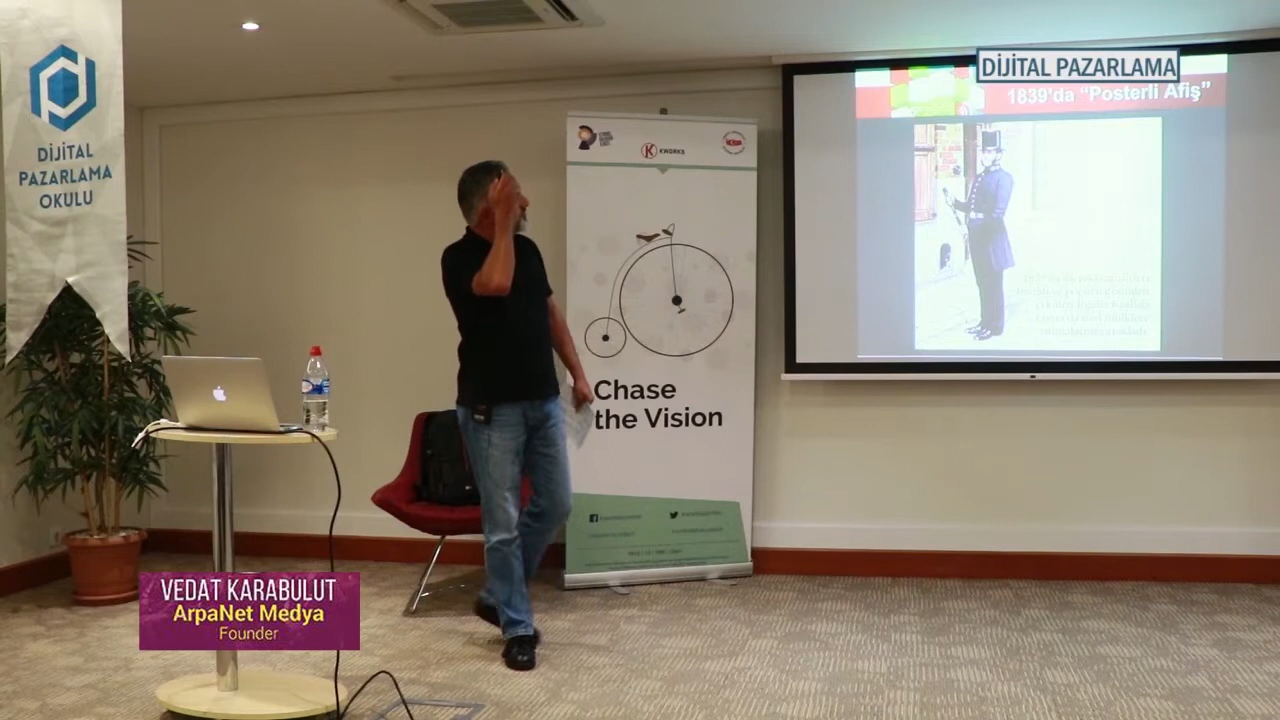 DİJİTAL
PAZARLAMA
OKULU
KWORKS
Chase
the Vision
DİJİTAL PAZARLAMA
1839'da “Posterli Afiş”
VEDAT KARABULUT
ArpaNet Medya
Founder